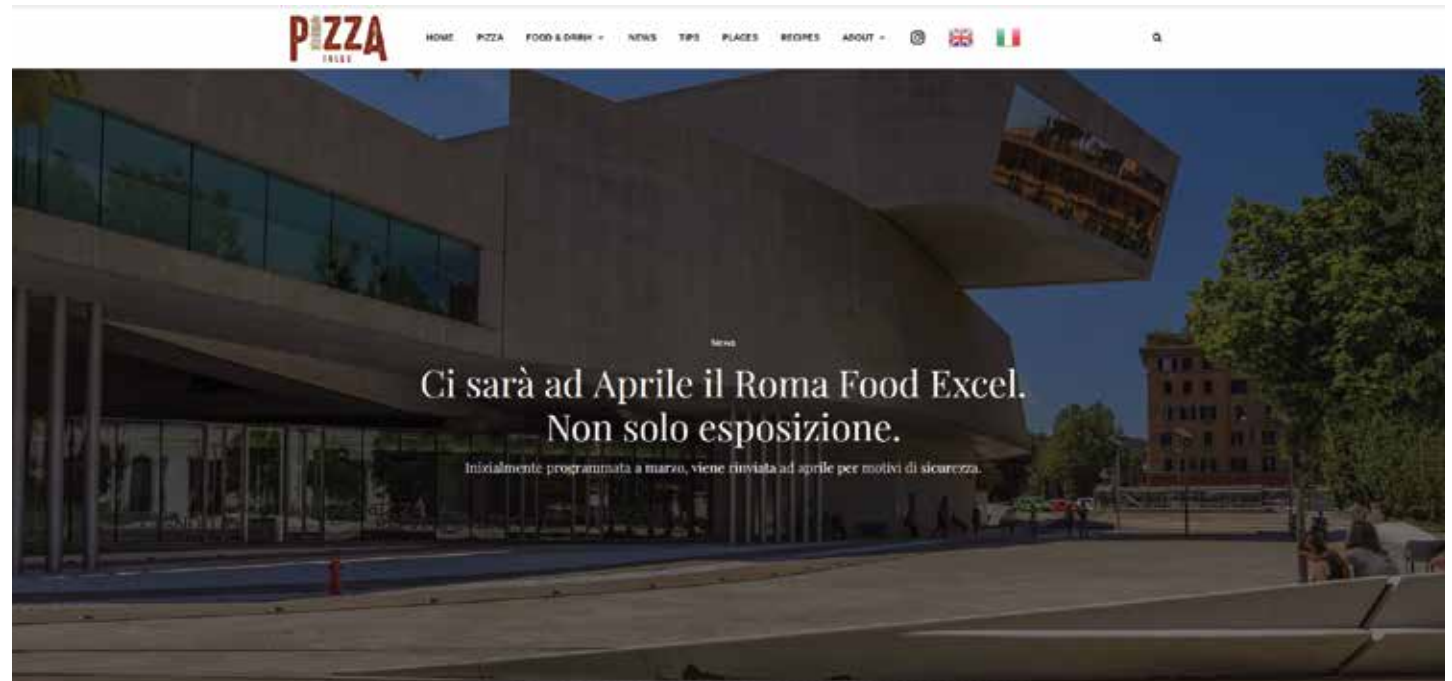 PIZZA
HOME PIZZA FOOD & DRINK NEWS TIPS PLACES RECIPES ABOUT
News
Ci sarà ad Aprile il Roma Food Excel.
Non solo esposizione.
Inizialmente programmata a marzo, viene rinviata ad aprile per motivi di sicurezza.